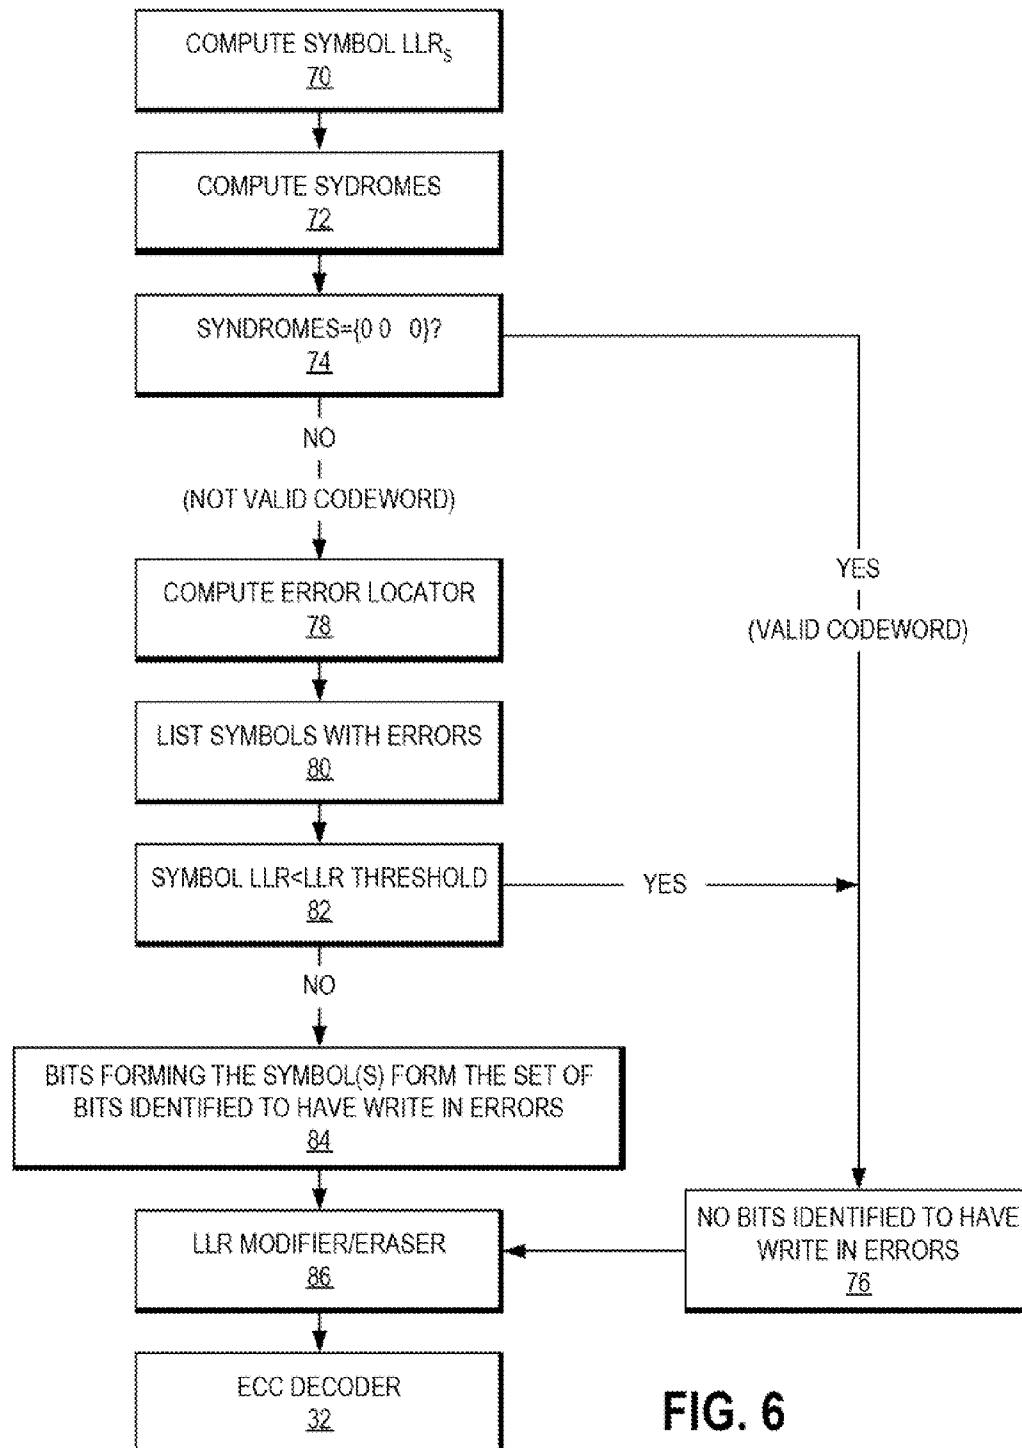 COMPUTE SYMBOL LLRS
70
COMPUTE SYDROMES
72
SYNDROMES={0 0 0}?
74
NO
(NOT VALID CODEWORD)
YES
(VALID CODEWORD)
COMPUTE ERROR LOCATOR
78
LIST SYMBOLS WITH ERRORS
80
SYMBOL LLR<LLR THRESHOLD
82
YES
NO
BITS FORMING THE SYMBOL(S) FORM THE SET OF
BITS IDENTIFIED TO HAVE WRITE IN ERRORS
84
NO BITS IDENTIFIED TO HAVE
WRITE IN ERRORS
76
LLR MODIFIER/ERASER
86
ECC DECODER
32
FIG. 6